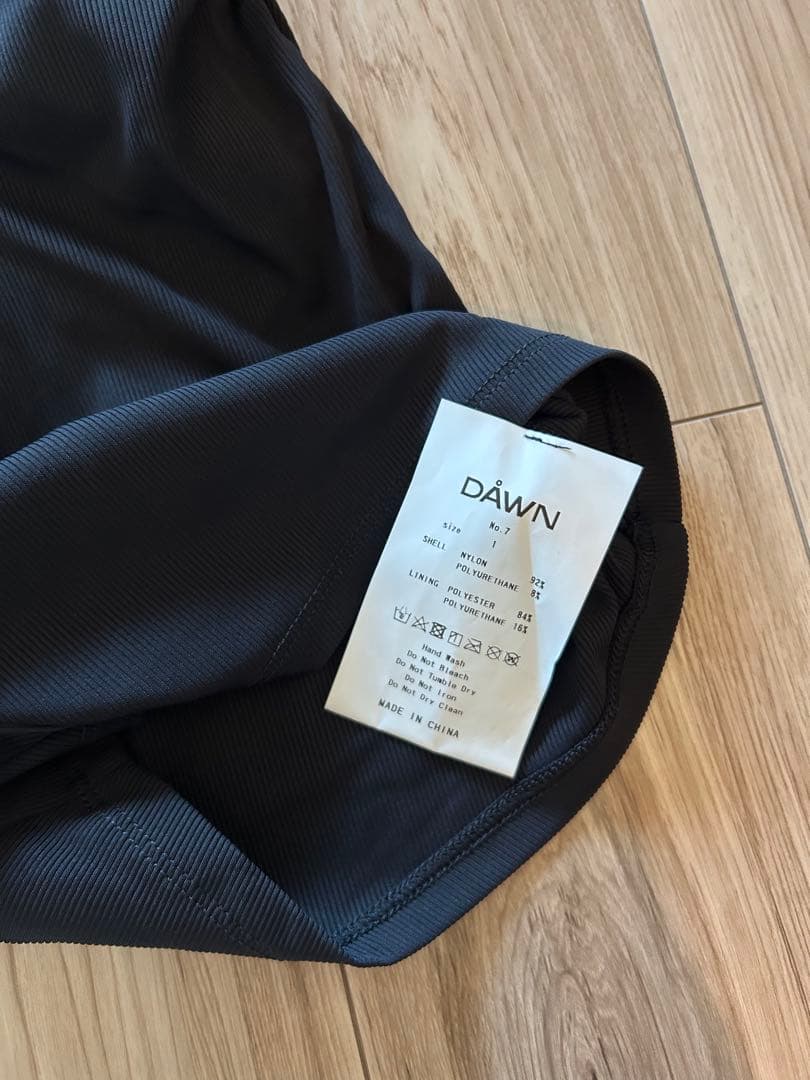 DÅWN
No.7
size 1
SHELL NYLON 92%
POLYURETHANE 8%
LINING POLYESTER 84%
POLYURETHANE 16%
Hand Wash
Do Not Bleach
Do Not Tumble Dry
Do Not Iron
Do Not Dry Clean
MADE IN CHINA